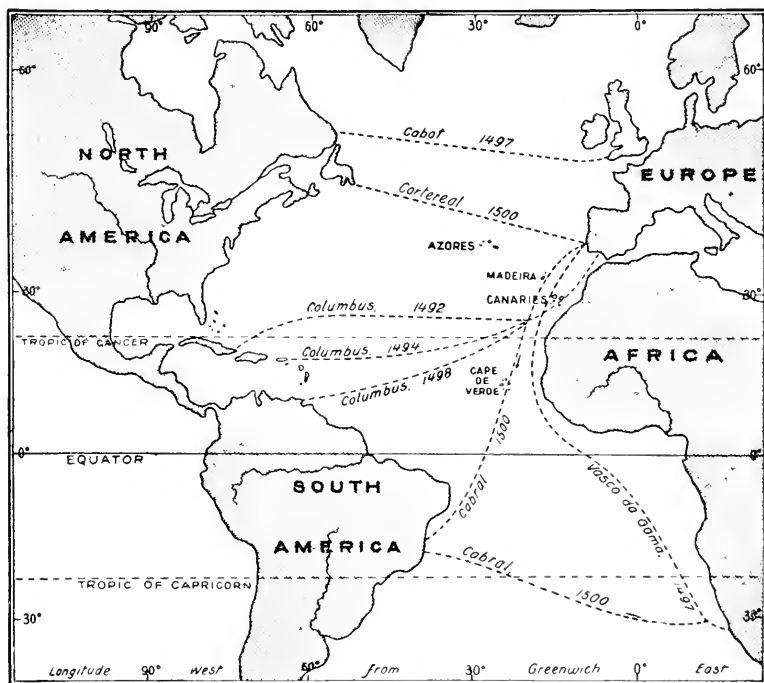 90° 60° 30° 0°
60° 60°
Cabot 1497
NORTH
EUROPE
Cortereal 1500
AMERICA
AZORES
MADEIRA
CANARIES
30° 30°
Columbus. 1492
TROPIC OF CANCER
Columbus. 1494
AFRICA
Columbus. 1498
CAPE
DE
VERDE
1500
Cabral
0° EQUATOR 0°
Vasco da Gama.
1497
SOUTH
AMERICA
Cabral.
1500
TROPIC OF CAPRICORN
30° 30°
Longitude 90° West 60° from 30° Greenwich 0° East